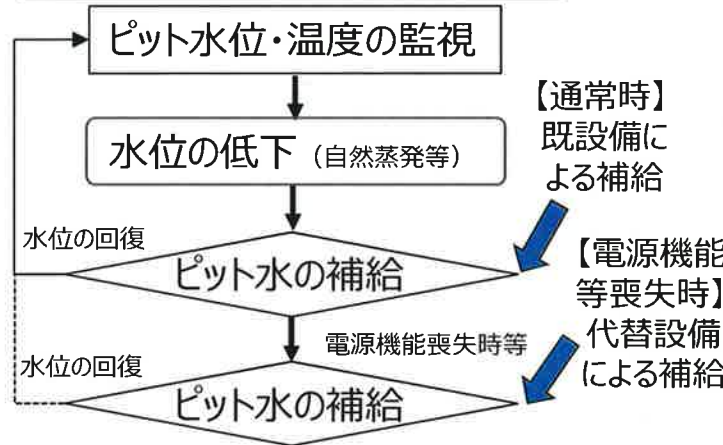 ピット水位・温度の監視
水位の低下（自然蒸発等）
【通常時】
既設備に
よる補給
水位の回復
ピット水の補給
【電源機能
等喪失時】
代替設備
による補給
電源機能喪失時等
水位の回復
ピット水の補給